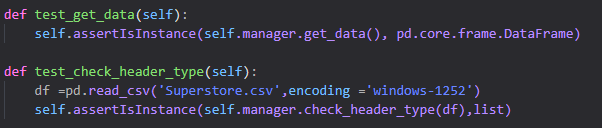 def test_get_data(self):
    self.assertIsInstance(self.manager.get_data(), pd.core.frame.DataFrame)

def test_check_header_type(self):
    df =pd.read_csv('Superstore.csv',encoding ='windows-1252')
    self.assertIsInstance(self.manager.check_header_type(df),list)